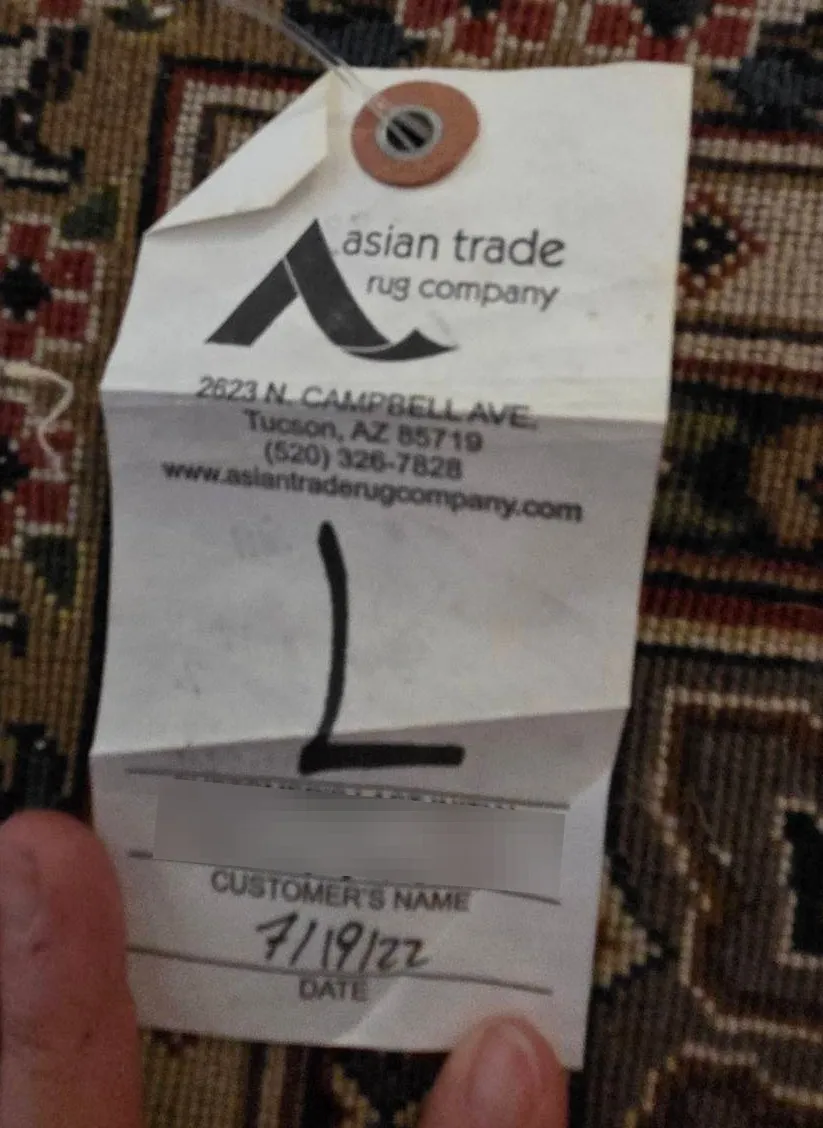 asian trade
rug company
2623 N. CAMPBELL AVE.
Tucson, AZ 85719
(520) 326-7828
www.asiantraderugcompany.com
L
CUSTOMER'S NAME
7/19/22
DATE